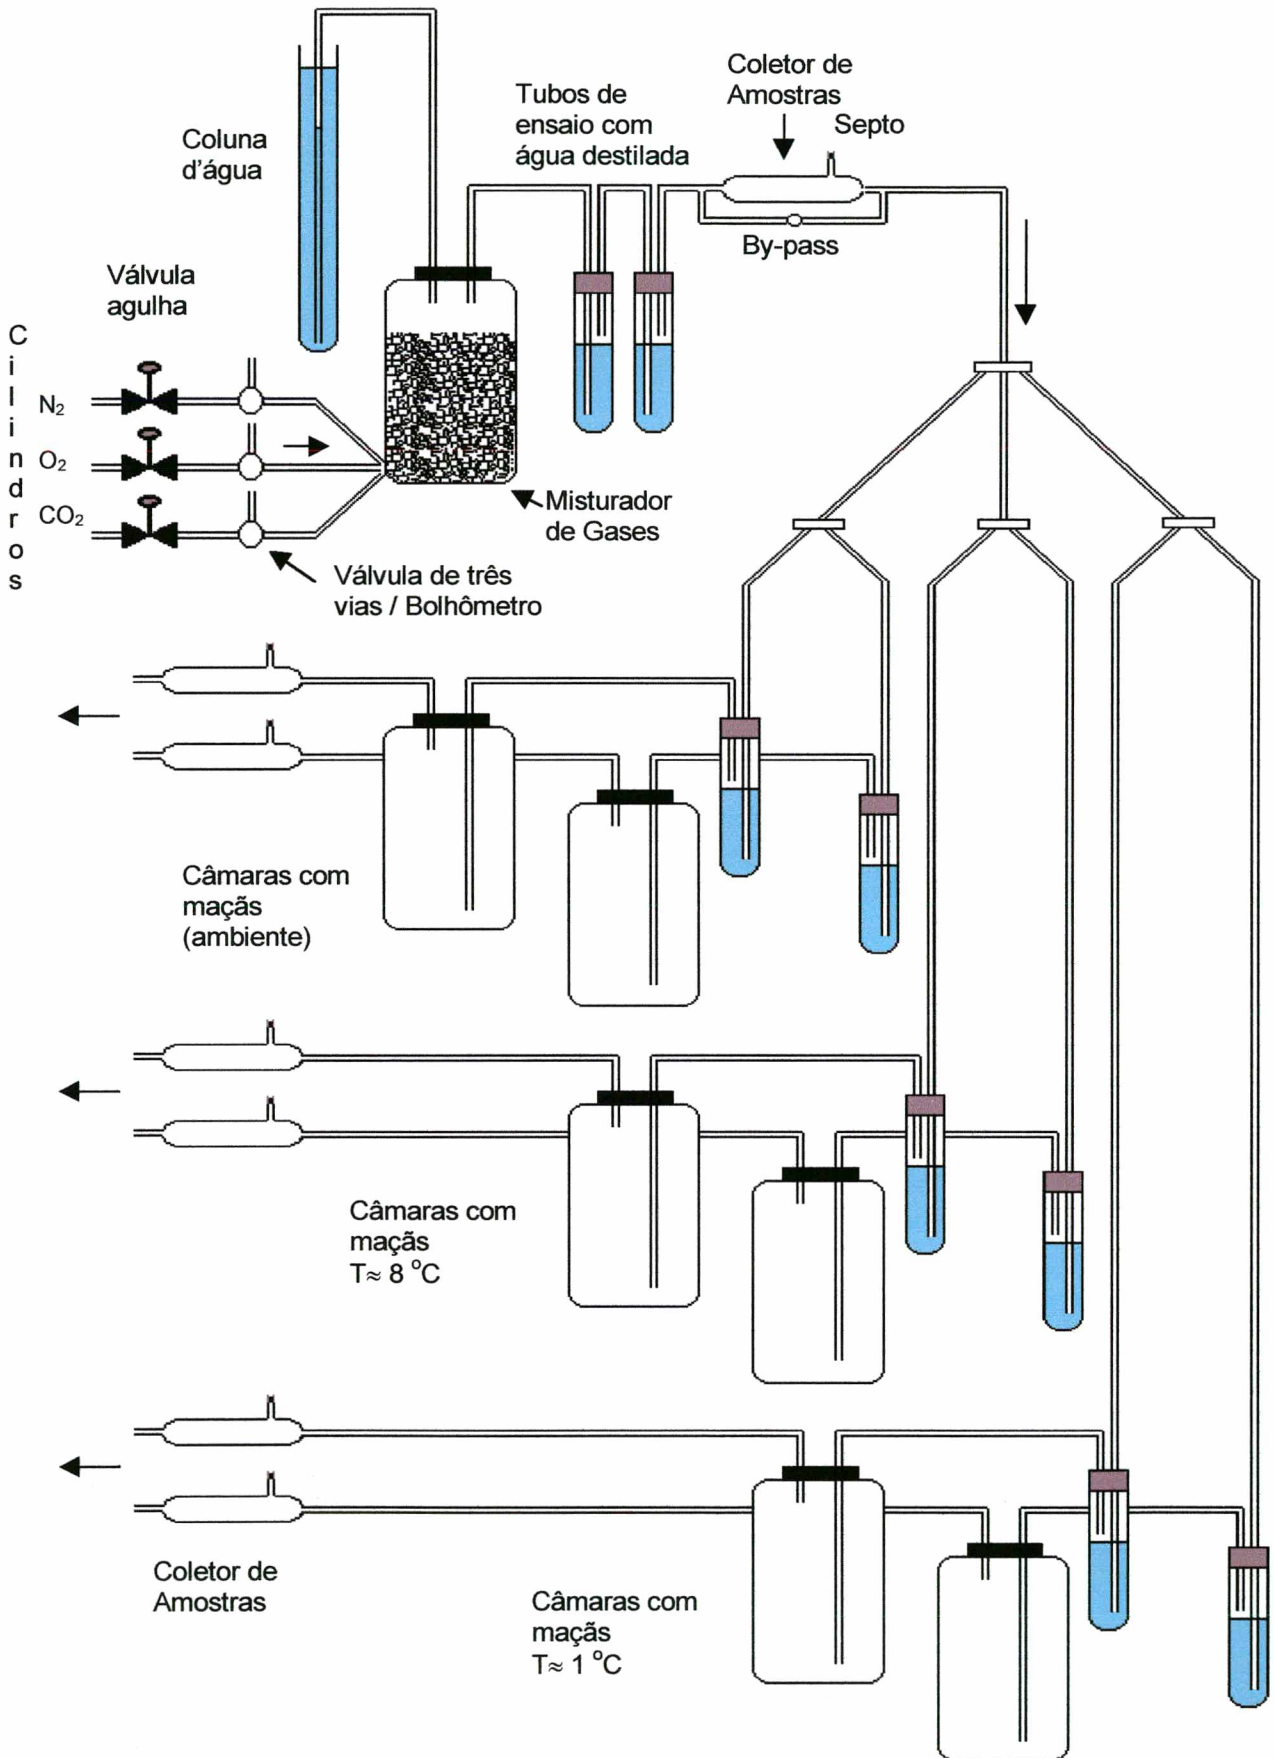 Coletor de
Amostras
Septo
Tubos de
ensaio com
água destilada
Coluna
d'água
By-pass
Válvula
agulha
Cilindros
N2
O2
CO2
Misturador
de Gases
Válvula de três
vias / Bolhômetro
Câmaras com
maçãs
(ambiente)
Câmaras com
maçãs
T≈ 8 °C
Coletor de
Amostras
Câmaras com
maçãs
T≈ 1 °C